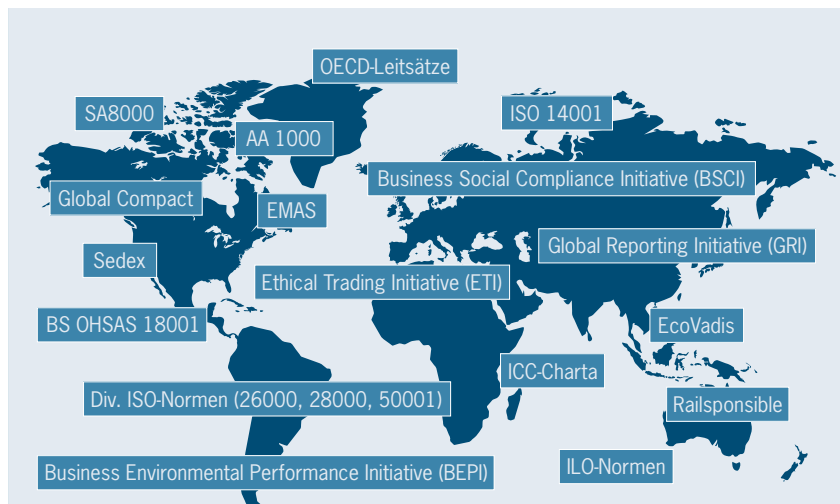 OECD-Leitsätze
SA8000
ISO 14001
AA 1000
Business Social Compliance Initiative (BSCI)
Global Compact
EMAS
Global Reporting Initiative (GRI)
Sedex
Ethical Trading Initiative (ETI)
BS OHSAS 18001
EcoVadis
ICC-Charta
Div. ISO-Normen (26000, 28000, 50001)
Railsponsible
ILO-Normen
Business Environmental Performance Initiative (BEPI)